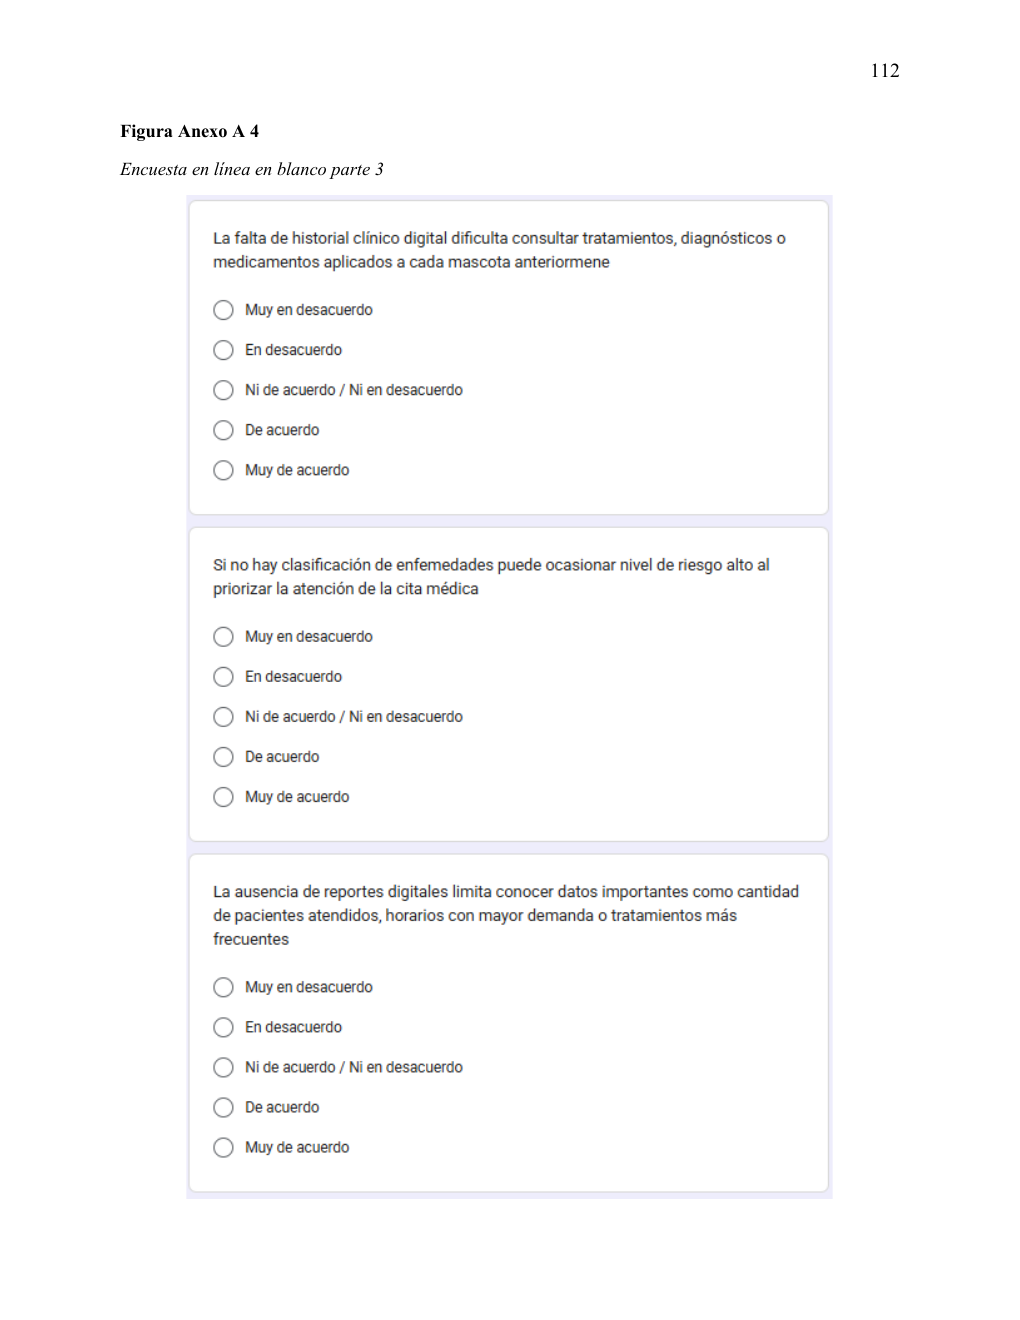 112
Figura Anexo A 4
Encuesta en línea en blanco parte 3
La falta de historial clínico digital dificulta consultar tratamientos, diagnósticos o
medicamentos aplicados a cada mascota anteriormene
Muy en desacuerdo
En desacuerdo
Ni de acuerdo / Ni en desacuerdo
De acuerdo
Muy de acuerdo
Si no hay clasificación de enfemedades puede ocasionar nivel de riesgo alto al
priorizar la atención de la cita médica
Muy en desacuerdo
En desacuerdo
Ni de acuerdo / Ni en desacuerdo
De acuerdo
Muy de acuerdo
La ausencia de reportes digitales limita conocer datos importantes como cantidad
de pacientes atendidos, horarios con mayor demanda o tratamientos más
frecuentes
Muy en desacuerdo
En desacuerdo
Ni de acuerdo / Ni en desacuerdo
De acuerdo
Muy de acuerdo